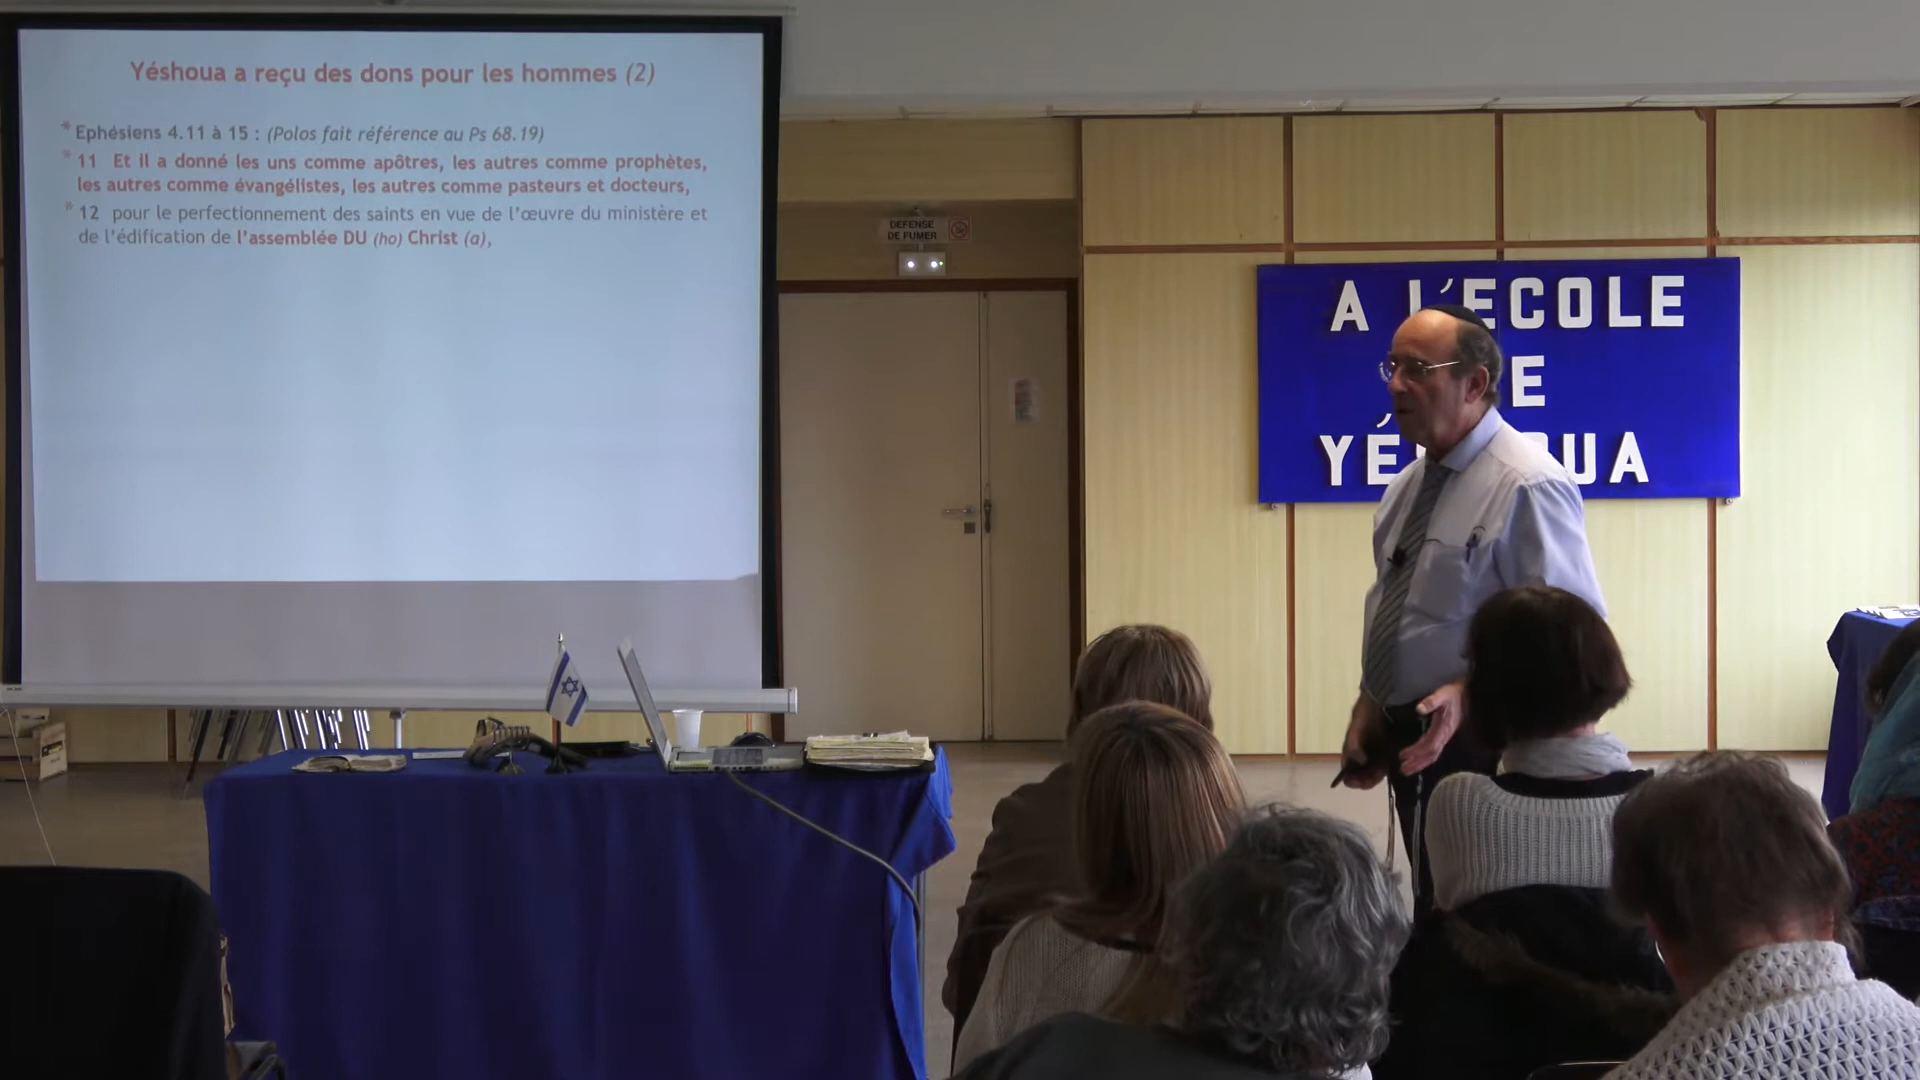 Yéshoua a reçu des dons pour les hommes (2)
* Ephésiens 4.11 à 15 : (Polos fait référence au Ps 68.19)
* 11 Et il a donné les uns comme apôtres, les autres comme prophètes,
les autres comme évangélistes, les autres comme pasteurs et docteurs,
* 12 pour le perfectionnement des saints en vue de l'œuvre du ministère et
de l'édification de l'assemblée DU (ho) Christ (a),
DEFENSE
DE FUMER
A L'ECOLE
E
YÉ OUA